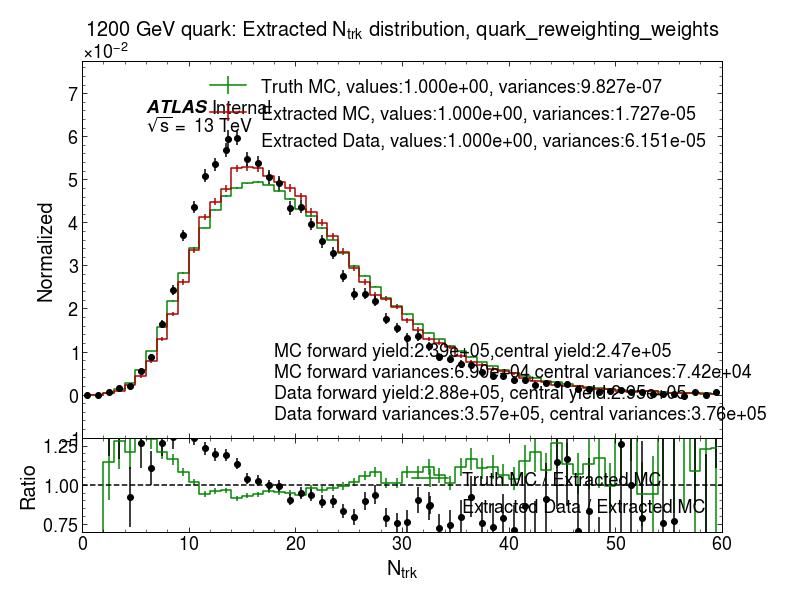 1200 GeV quark: Extracted Ntrk distribution, quark_reweighting_weights
×10−2
Truth MC, values:1.000e+00, variances:9.827e-07
ATLAS Internal
Extracted MC, values:1.000e+00, variances:1.727e-05
√s = 13 TeV
Extracted Data, values:1.000e+00, variances:6.151e-05
7
6
5
4
3
2
1
0
Normalized
MC forward yield:2.39e+05,central yield:2.47e+05
MC forward variances:6.90e+04,central variances:7.42e+04
Data forward yield:2.88e+05, central yield:2.95e+05
Data forward variances:3.57e+05, central variances:3.76e+05
1.25
1.00
0.75
Ratio
Truth MC / Extracted MC
Extracted Data / Extracted MC
0 10 20 30 40 50 60
Ntrk